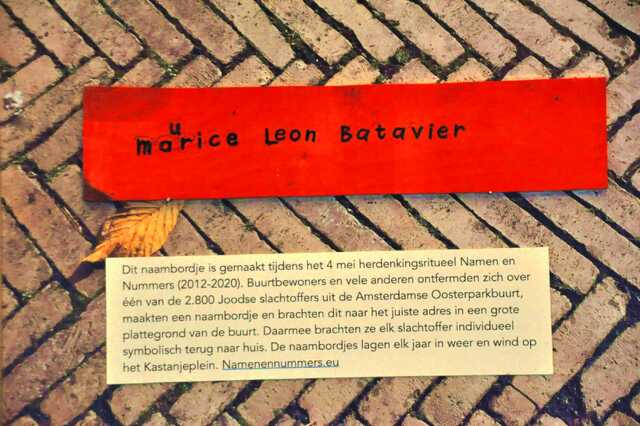 maurice Leon Batavier
Dit naambordje is gemaakt tijdens het 4 mei herdenkingsritueel Namen en
Nummers (2012-2020). Buurtbewoners en vele anderen ontfermden zich over
één van de 2.800 Joodse slachtoffers uit de Amsterdamse Oosterparkbuurt,
maakten een naambordje en brachten dit naar het juiste adres in een grote
plattegrond van de buurt. Daarmee brachten ze elk slachtoffer individueel
symbolisch terug naar huis. De naambordjes lagen elk jaar in weer en wind op
het Kastanjeplein. Namenennummers.eu